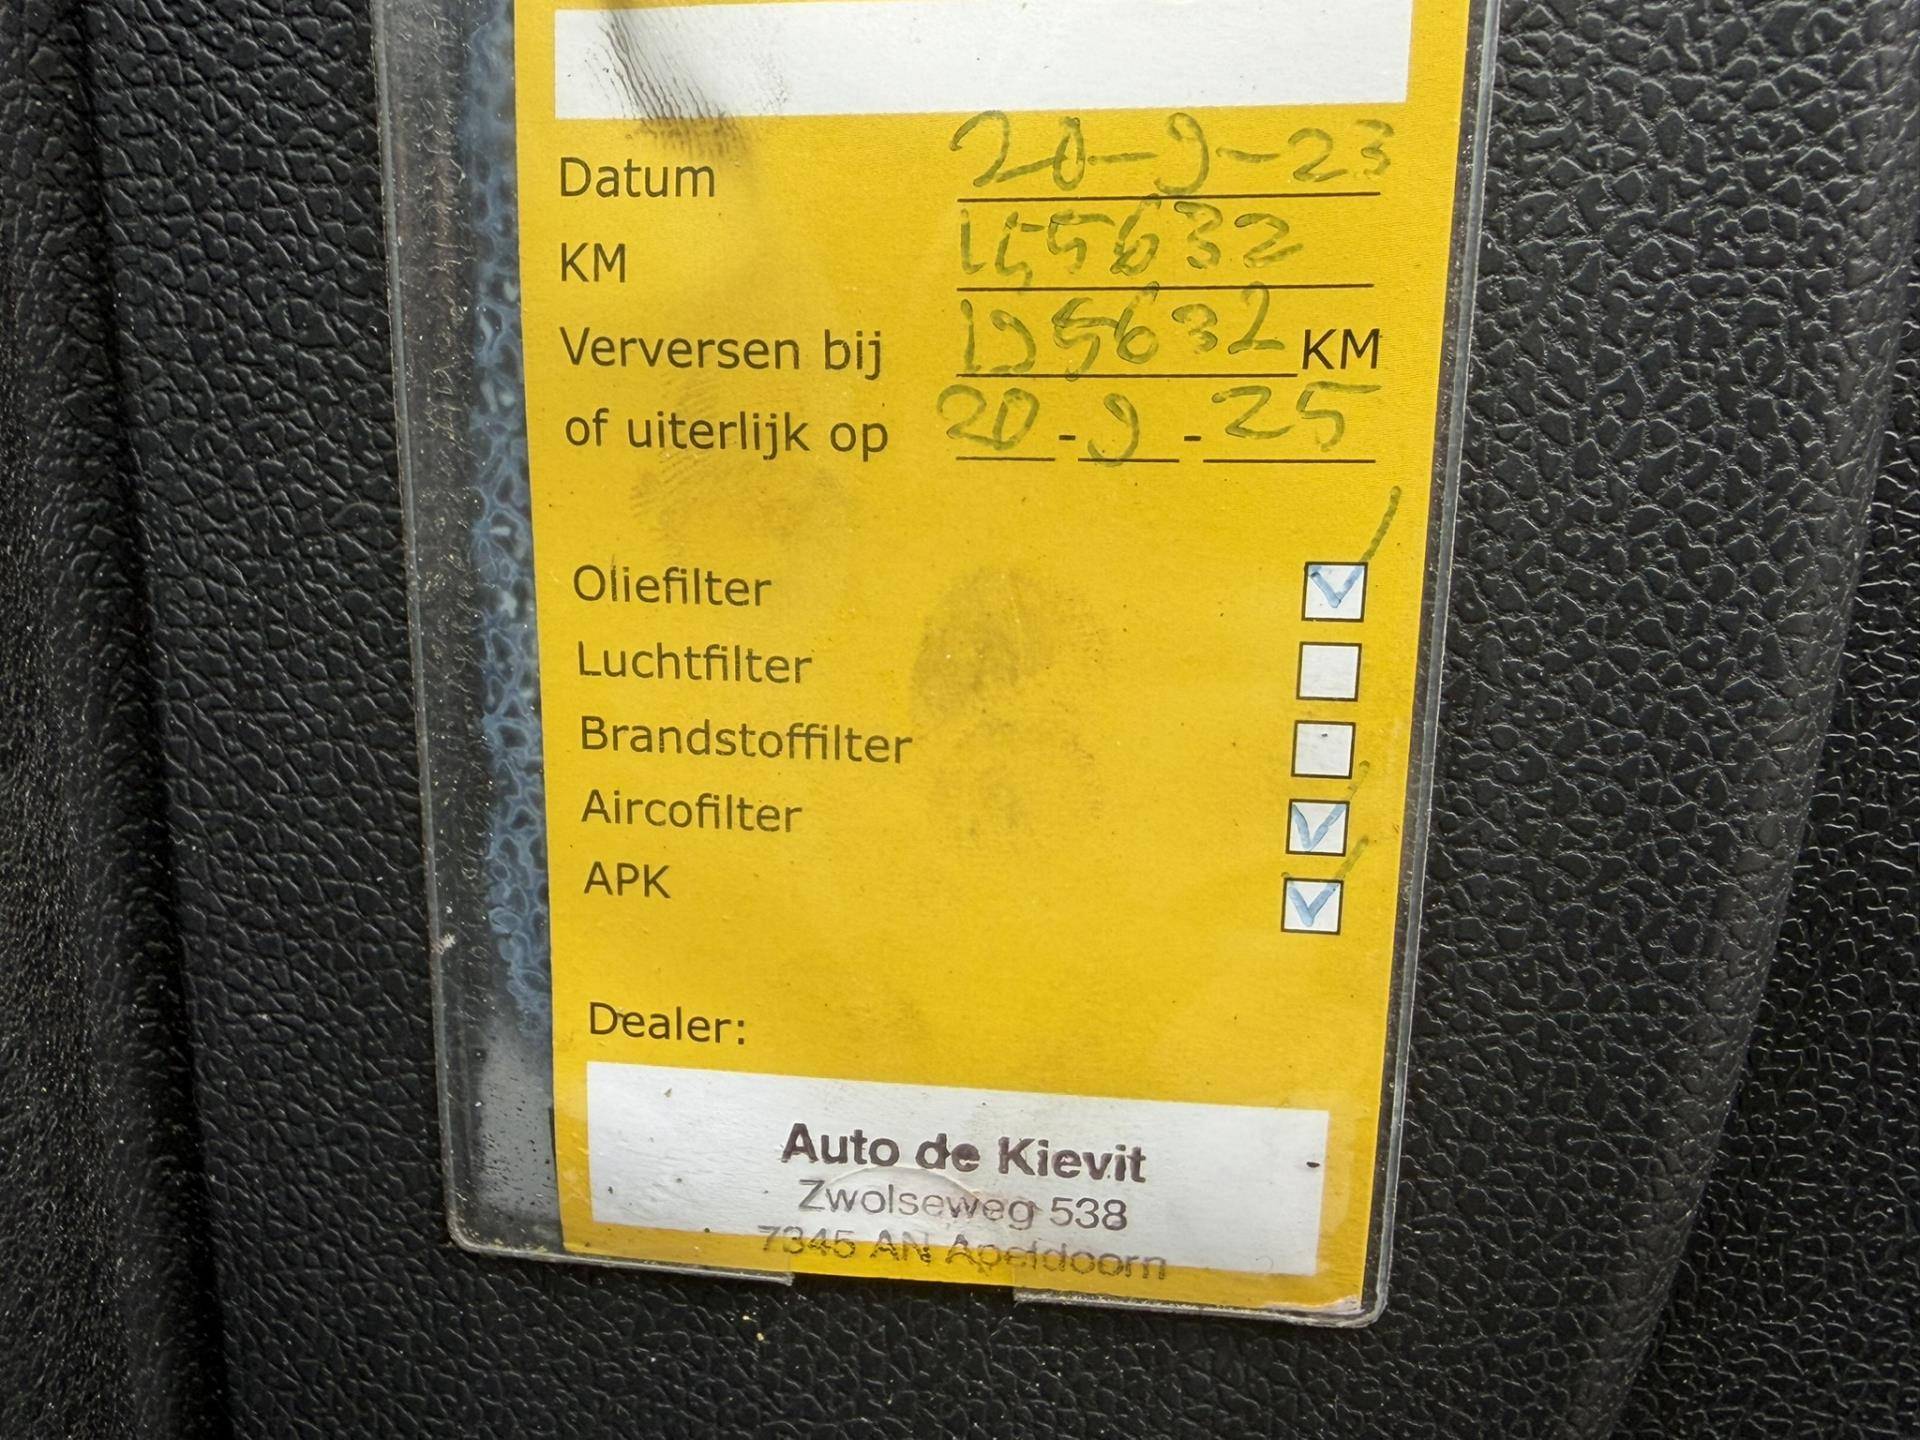 Datum 20-9-23
KM 155632
Verversen bij 195632 KM
of uiterlijk op 20 - 9 - 25
Oliefilter
Luchtfilter
Brandstoffilter
Aircofilter
APK
Dealer:
Auto de Kievit
Zwolseweg 538
7345 AN Apeldoorn